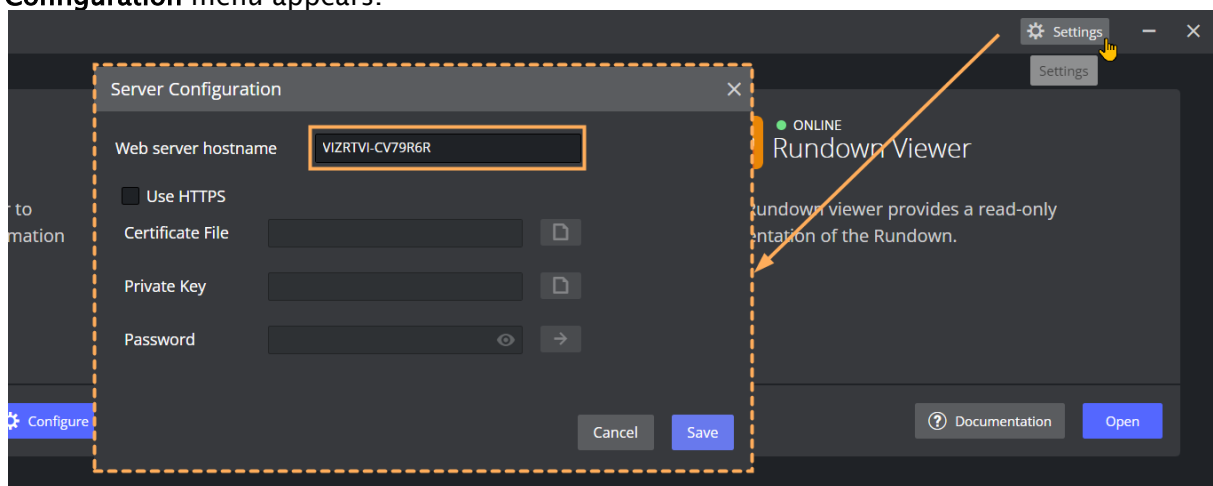 Configuration menu appears:
Settings
Settings
Server Configuration
Web server hostname VIZRTVI-CV79R6R
Use HTTPS
Certificate File
Private Key
Password
Cancel Save
ONLINE
Rundown Viewer
to
mation
undown viewer provides a read-only
entation of the Rundown.
Configure
Documentation Open